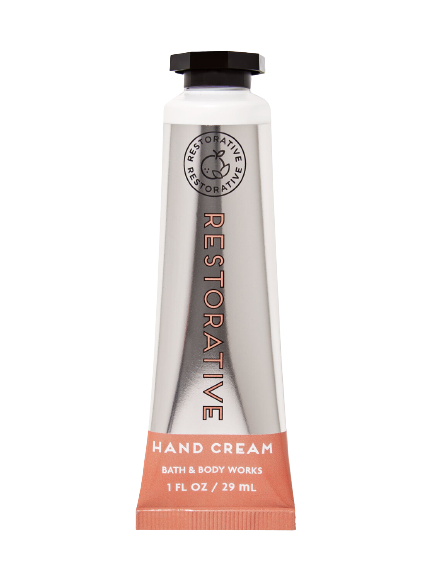 RESTORATIVE
RESTORATIVE
RESTORATIVE
HAND CREAM
BATH & BODY WORKS
1 FL OZ / 29 mL